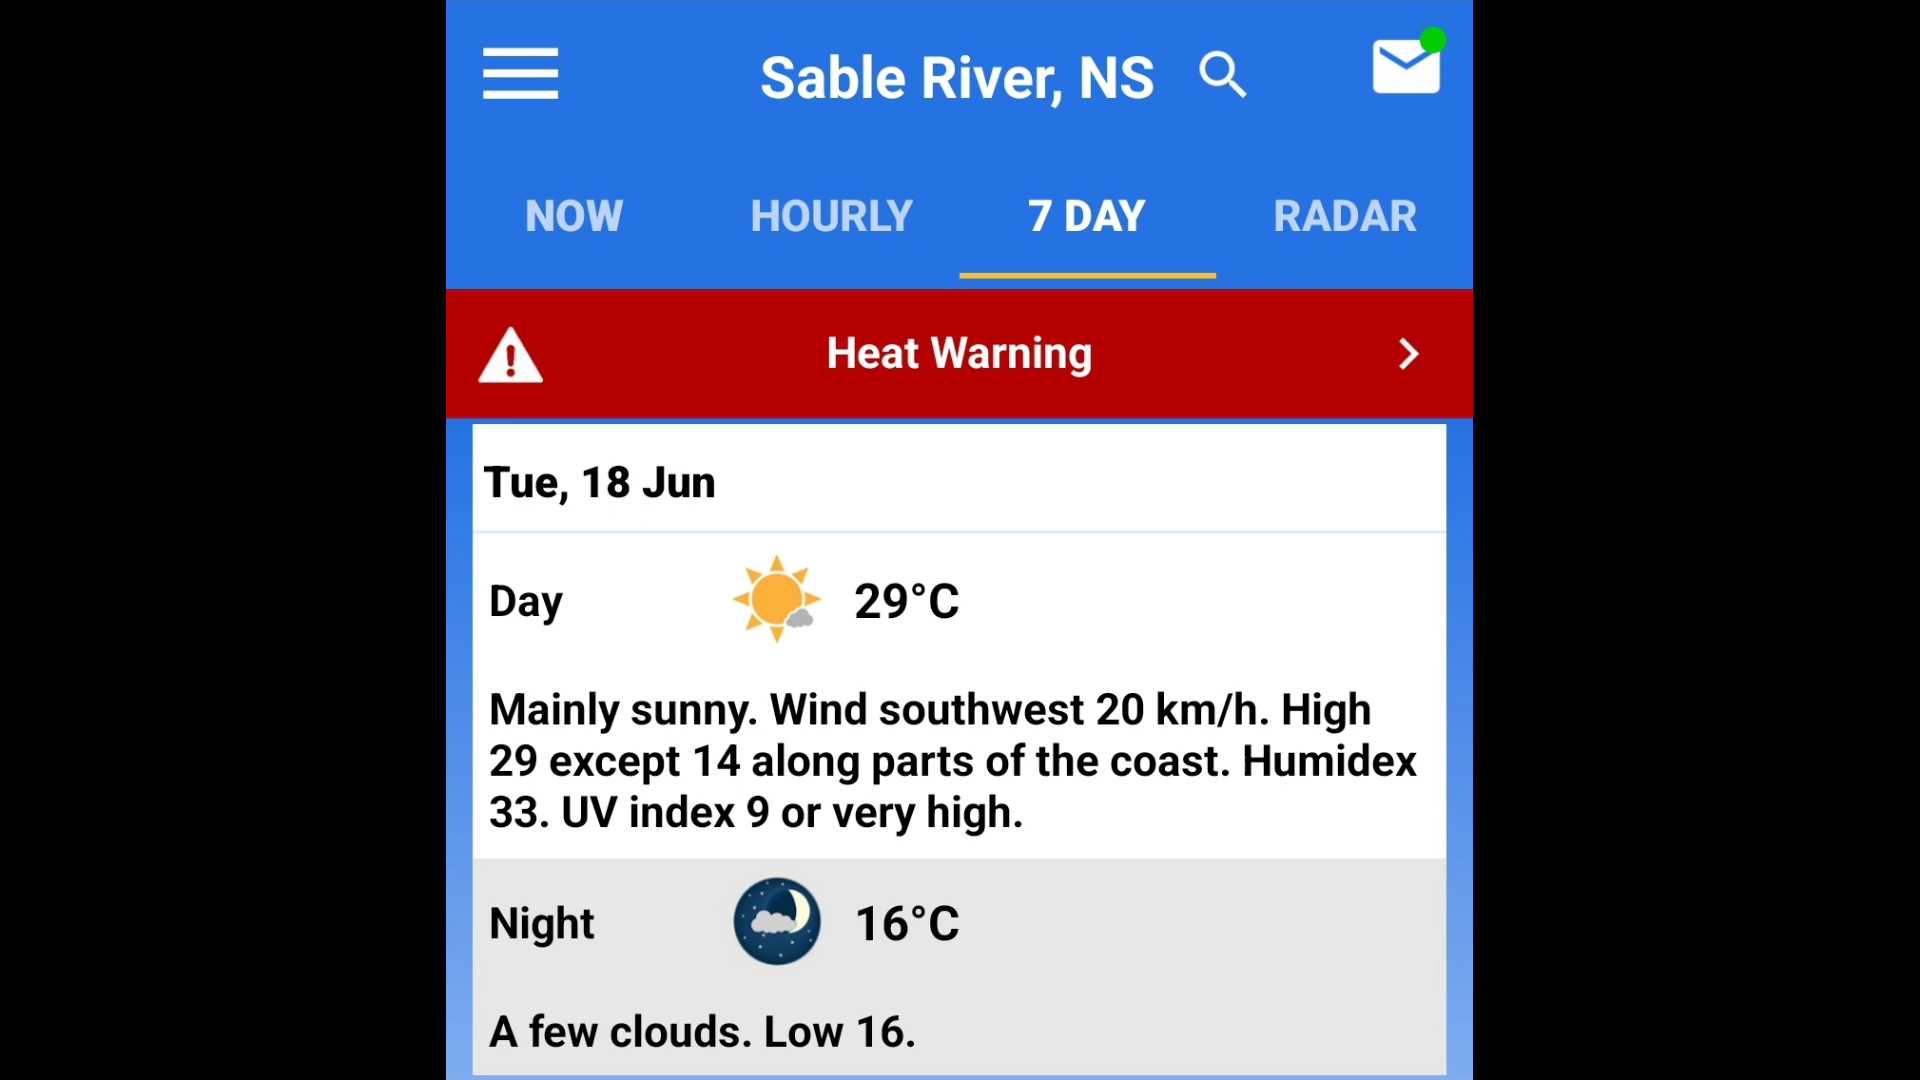 Sable River, NS
NOW HOURLY 7 DAY RADAR
Heat Warning
Tue, 18 Jun
Day 29°C
Mainly sunny. Wind southwest 20 km/h. High
29 except 14 along parts of the coast. Humidex
33. UV index 9 or very high.
Night 16°C
A few clouds. Low 16.